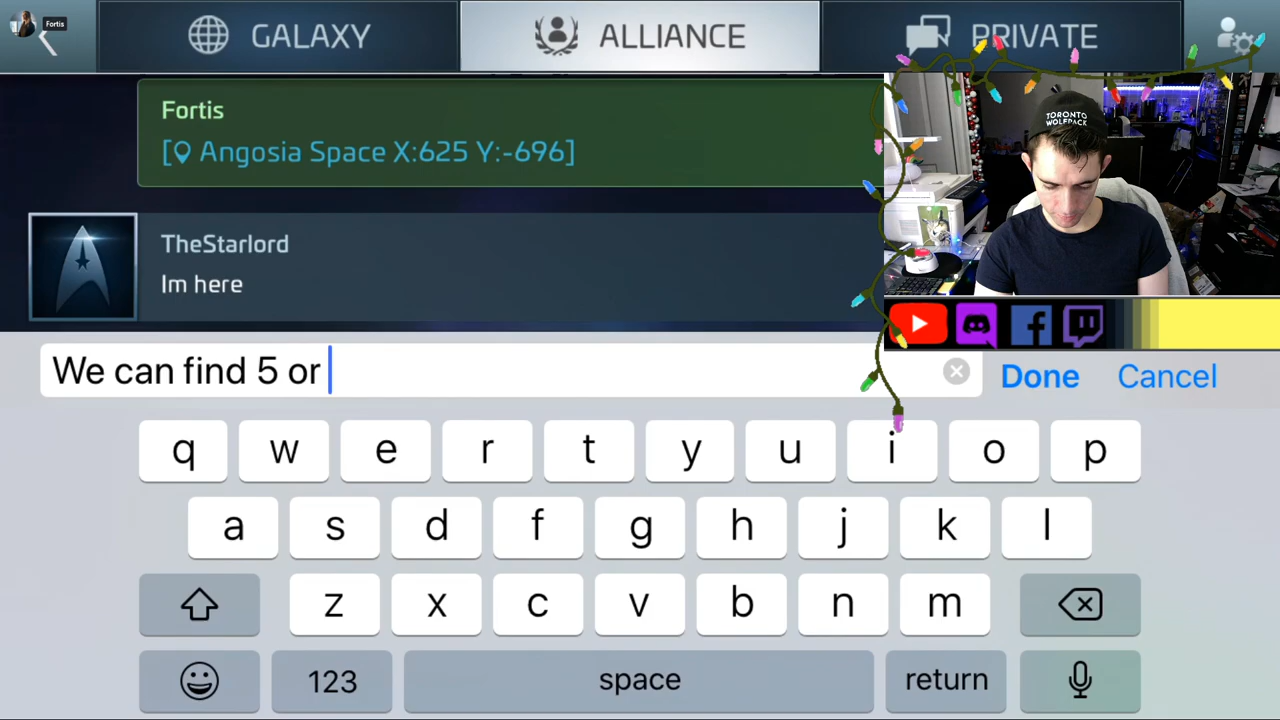 Fortis
GALAXY
ALLIANCE
PRIVATE
Fortis
[Angosia Space X:625 Y:-696]
TORONTO
WOLFPACK
TheStarlord
Im here
We can find 5 or
Done
Cancel
q w e r t y u i o p
a s d f g h j k l
z x c v b n m
123
space
return